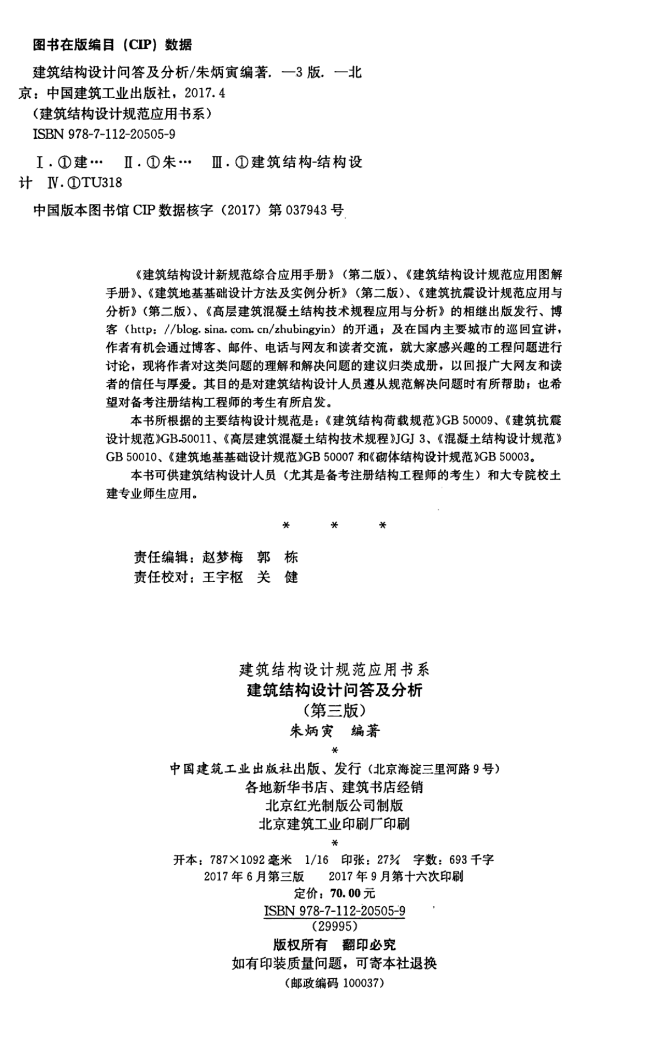 图书在版编目（CIP）数据
建筑结构设计问答及分析/朱炳寅编著. —3 版. —北
京：中国建筑工业出版社，2017.4
（建筑结构设计规范应用书系）
ISBN 978-7-112-20505-9
Ⅰ.①建… Ⅱ.①朱… Ⅲ.①建筑结构-结构设
计 Ⅳ.①TU318
中国版本图书馆 CIP 数据核字（2017）第 037943 号
《建筑结构设计新规范综合应用手册》（第二版）、《建筑结构设计规范应用图解
手册》、《建筑地基基础设计方法及实例分析》（第二版）、《建筑抗震设计规范应用与
分析》（第二版）、《高层建筑混凝土结构技术规程应用与分析》的相继出版发行、博
客（http：//blog. sina. com. cn/zhubingyin）的开通；及在国内主要城市的巡回宣讲，
作者有机会通过博客、邮件、电话与网友和读者交流，就大家感兴趣的工程问题进行
讨论，现将作者对这类问题的理解和解决问题的建议归类成册，以回报广大网友和读
者的信任与厚爱。其目的是对建筑结构设计人员遵从规范解决问题时有所帮助；也希
望对备考注册结构工程师的考生有所启发。
本书所根据的主要结构设计规范是：《建筑结构荷载规范》GB 50009、《建筑抗震
设计规范》GB 50011、《高层建筑混凝土结构技术规程》JGJ 3、《混凝土结构设计规范》
GB 50010、《建筑地基基础设计规范》GB 50007 和《砌体结构设计规范》GB 50003。
本书可供建筑结构设计人员（尤其是备考注册结构工程师的考生）和大专院校土
建专业师生应用。
* * *
责任编辑：赵梦梅 郭 栋
责任校对：王宇枢 关 健
建筑结构设计规范应用书系
建筑结构设计问答及分析
（第三版）
朱炳寅 编著
*
中国建筑工业出版社出版、发行（北京海淀三里河路 9 号）
各地新华书店、建筑书店经销
北京红光制版公司制版
北京建筑工业印刷厂印刷
*
开本：787×1092 毫米 1/16 印张：27¾ 字数：693 千字
2017 年 6 月第三版 2017 年 9 月第十六次印刷
定价：70.00 元
ISBN 978-7-112-20505-9
（29995）
版权所有 翻印必究
如有印装质量问题，可寄本社退换
（邮政编码 100037）